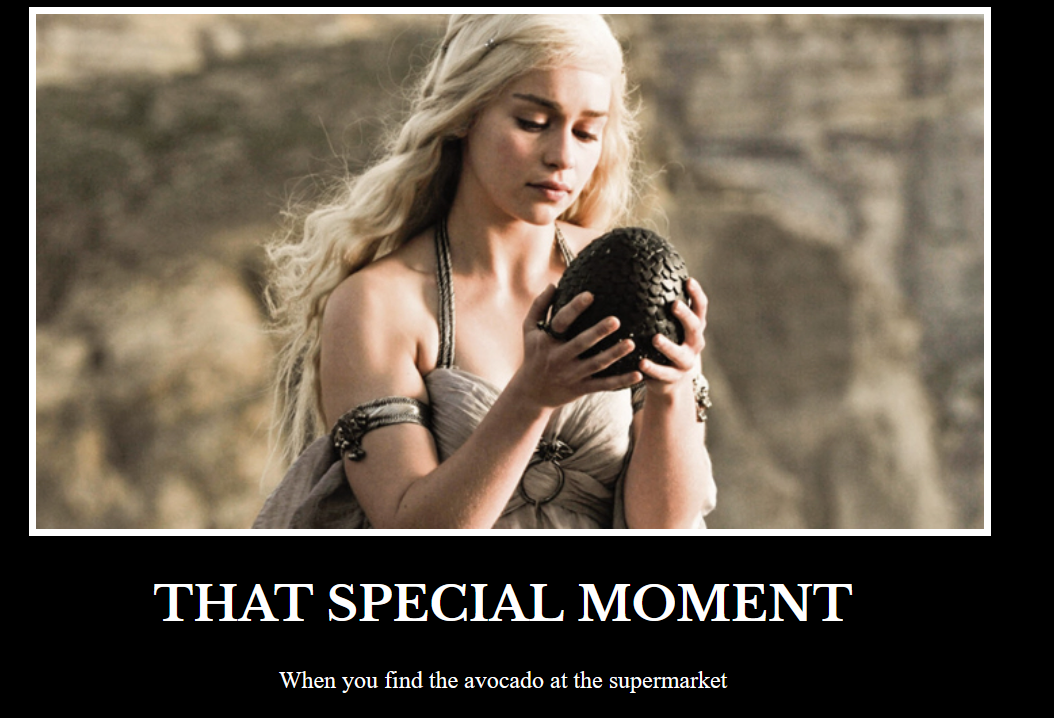 THAT SPECIAL MOMENT
When you find the avocado at the supermarket